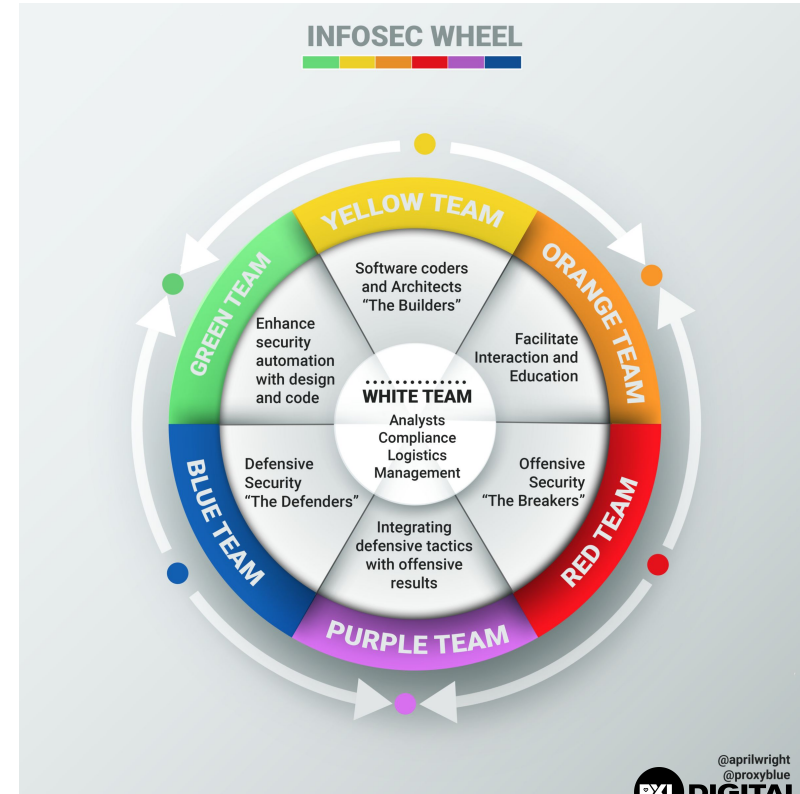 INFOSEC WHEEL
YELLOW TEAM
Software coders
and Architects
“The Builders”
ORANGE TEAM
Facilitate
Interaction and
Education
GREEN TEAM
Enhance
security
automation
with design
and code
WHITE TEAM
Analysts
Compliance
Logistics
Management
BLUE TEAM
Defensive
Security
“The Defenders”
RED TEAM
Offensive
Security
“The Breakers”
Integrating
defensive tactics
with offensive
results
PURPLE TEAM
@aprilwright
@proxyblue
DIGITAL